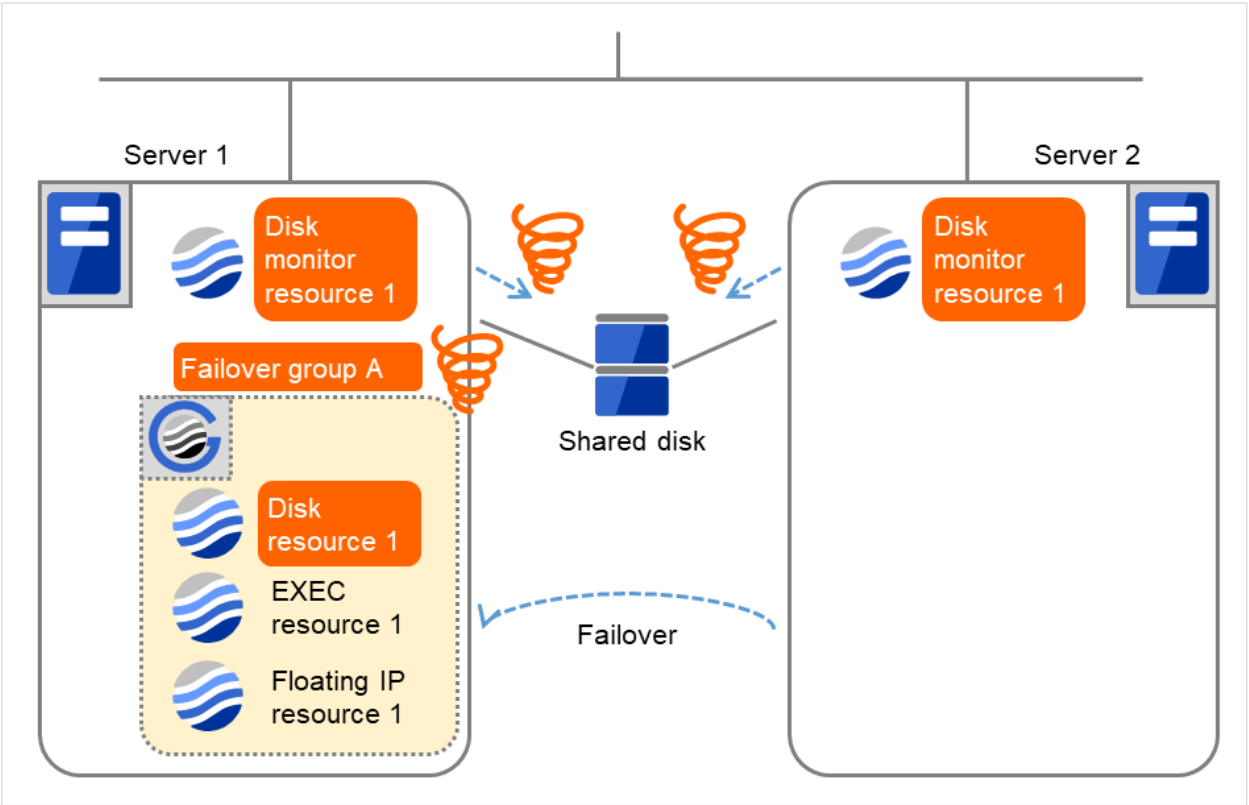 Server 1
Server 2
Disk
monitor
resource 1
Disk
monitor
resource 1
Failover group A
Shared disk
Disk
resource 1
EXEC
resource 1
Failover
Floating IP
resource 1